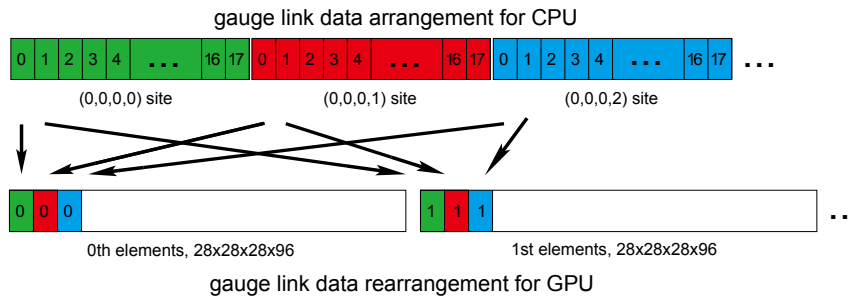 gauge link data arrangement for CPU
0 1 2 3 4 ... 16 17 0 1 2 3 4 ... 16 17 0 1 2 3 4 ... 16 17 ...
(0,0,0,0) site (0,0,0,1) site (0,0,0,2) site
0 0 0 1 1 1 ..
0th elements, 28x28x28x96 1st elements, 28x28x28x96
gauge link data rearrangement for GPU